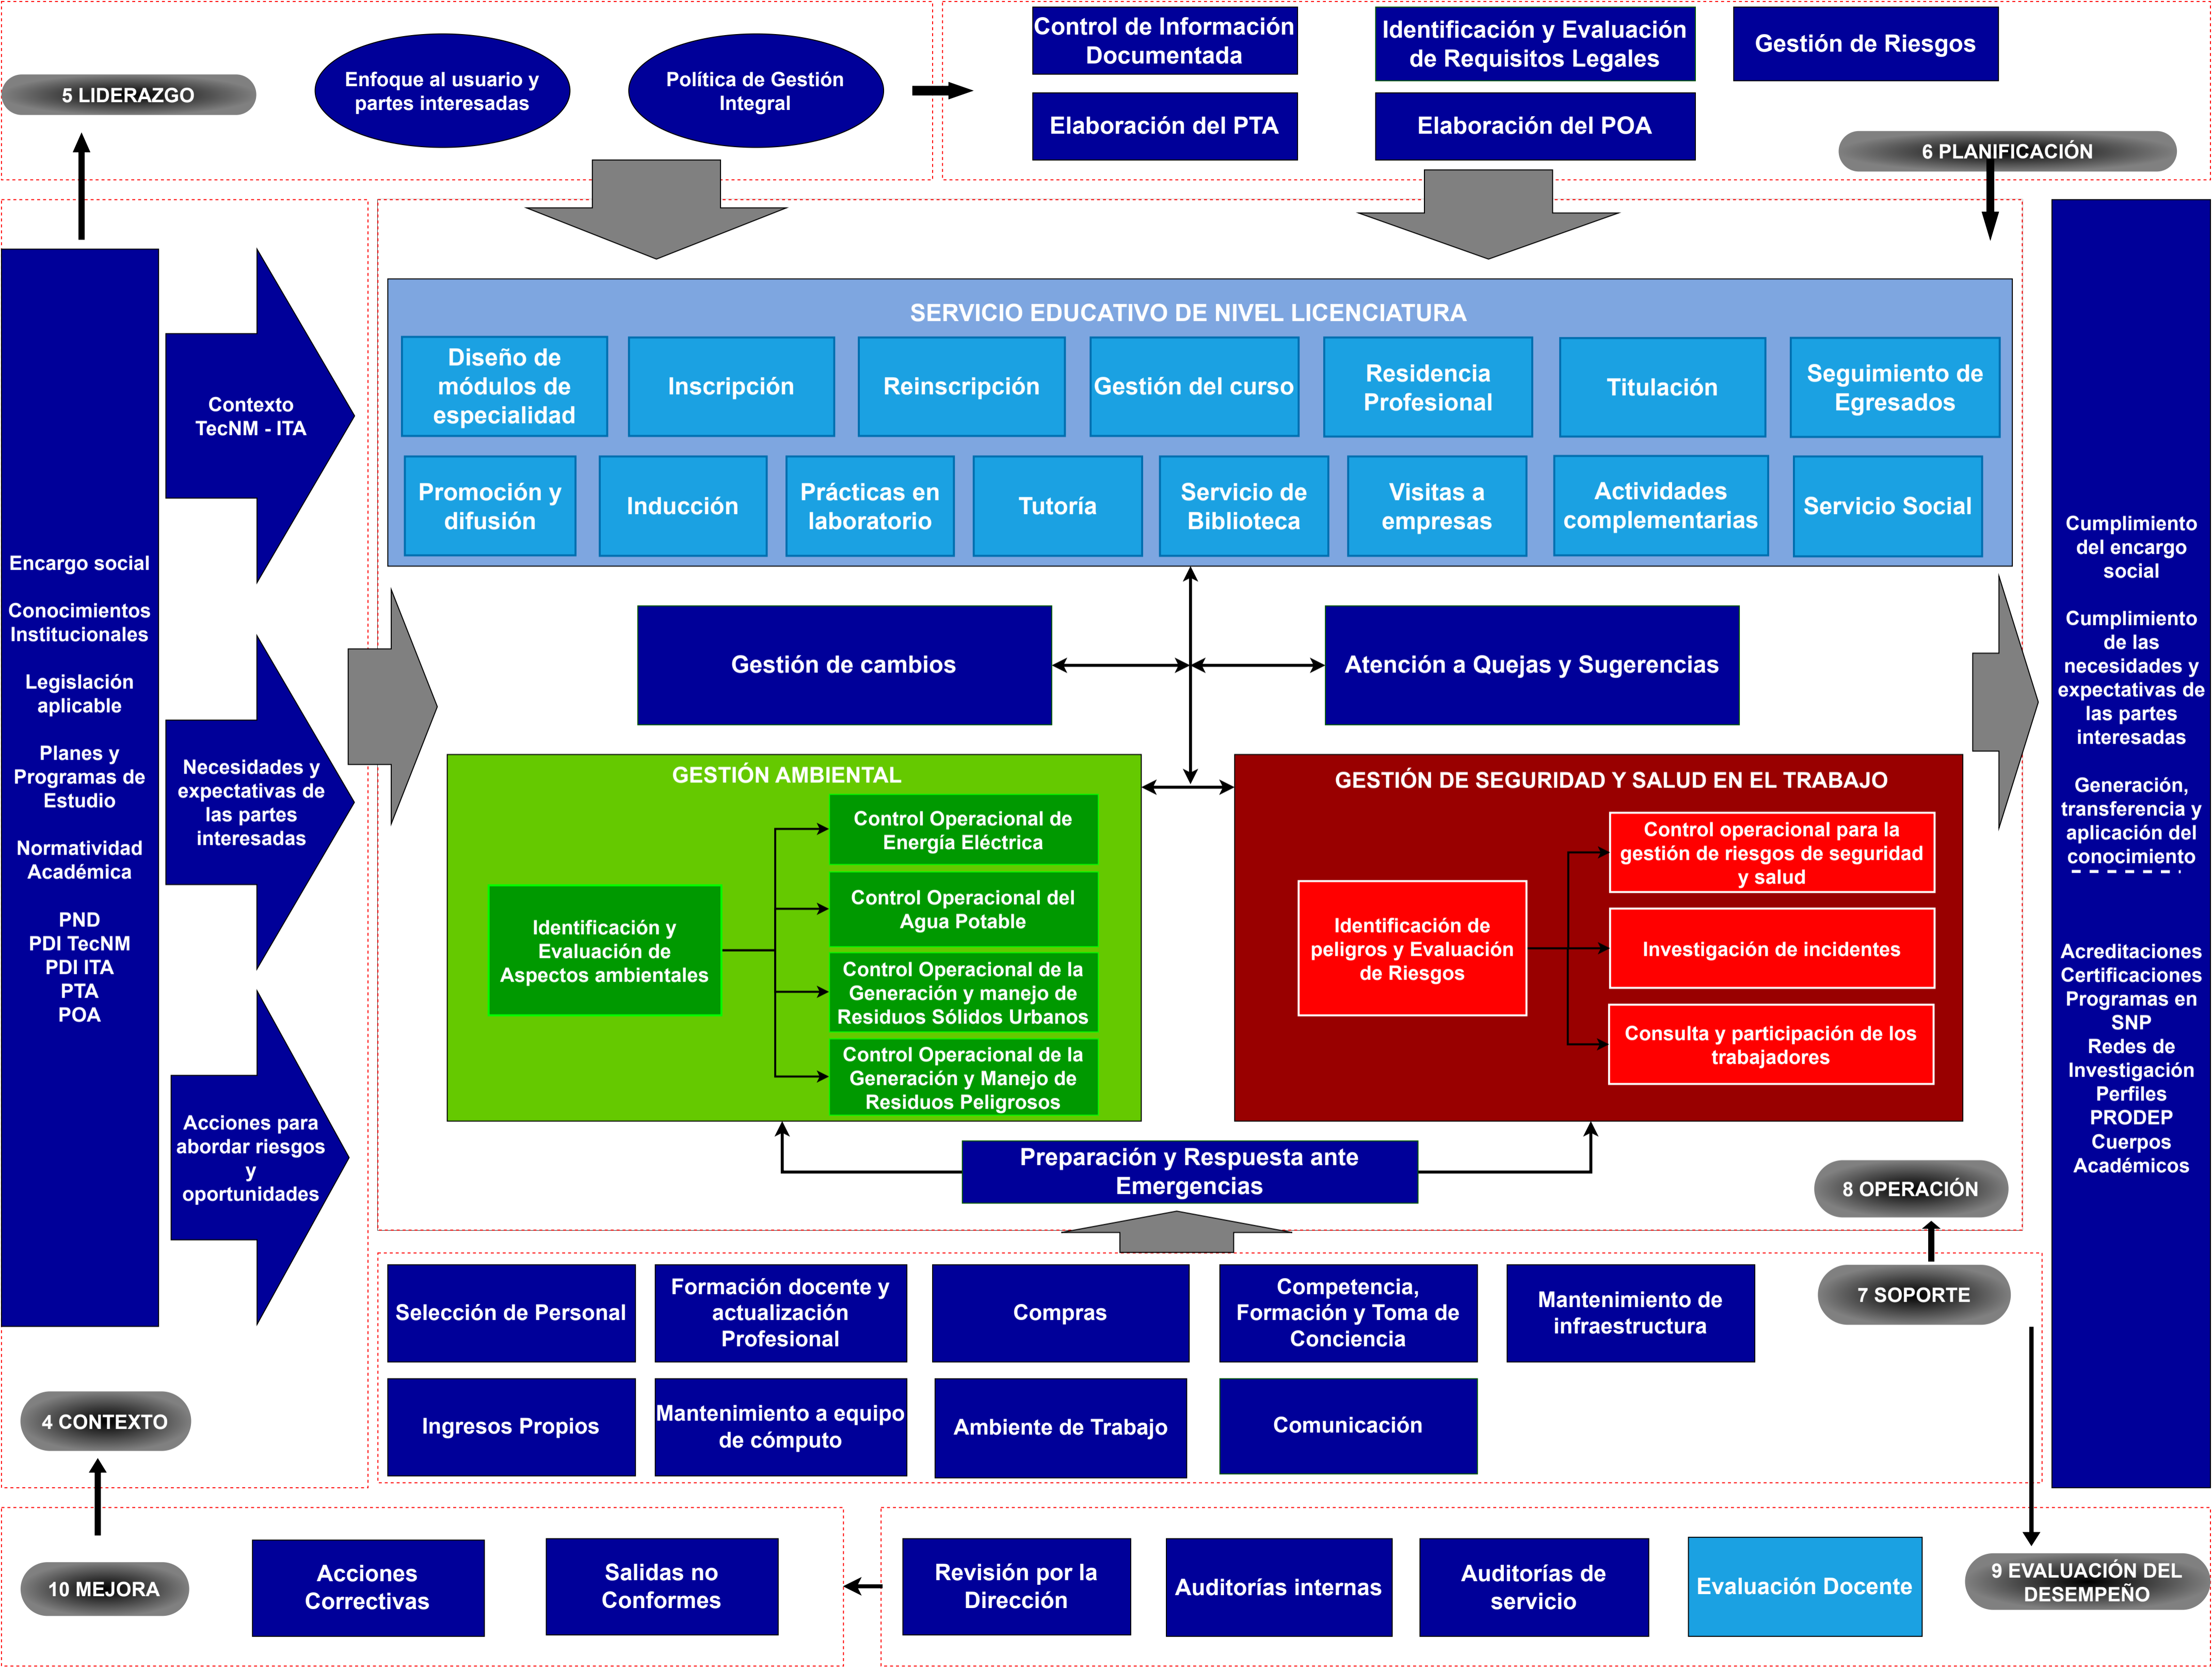 5 LIDERAZGO
Enfoque al usuario y
partes interesadas
Política de Gestión
Integral
Control de Información
Documentada
Identificación y Evaluación
de Requisitos Legales
Gestión de Riesgos
Elaboración del PTA
Elaboración del POA
6 PLANIFICACIÓN
Encargo social
Conocimientos
Institucionales
Legislación
aplicable
Planes y
Programas de
Estudio
Normatividad
Académica
PND
PDI TecNM
PDI ITA
PTA
POA
Contexto
TecNM - ITA
Necesidades y
expectativas de
las partes
interesadas
Acciones para
abordar riesgos
y
oportunidades
4 CONTEXTO
SERVICIO EDUCATIVO DE NIVEL LICENCIATURA
Diseño de
módulos de
especialidad
Inscripción
Reinscripción
Gestión del curso
Residencia
Profesional
Titulación
Seguimiento de
Egresados
Promoción y
difusión
Inducción
Prácticas en
laboratorio
Tutoría
Servicio de
Biblioteca
Visitas a
empresas
Actividades
complementarias
Servicio Social
Gestión de cambios
Atención a Quejas y Sugerencias
GESTIÓN AMBIENTAL
Identificación y
Evaluación de
Aspectos ambientales
Control Operacional de
Energía Eléctrica
Control Operacional del
Agua Potable
Control Operacional de la
Generación y manejo de
Residuos Sólidos Urbanos
Control Operacional de la
Generación y Manejo de
Residuos Peligrosos
GESTIÓN DE SEGURIDAD Y SALUD EN EL TRABAJO
Identificación de
peligros y Evaluación
de Riesgos
Control operacional para la
gestión de riesgos de seguridad
y salud
Investigación de incidentes
Consulta y participación de los
trabajadores
Preparación y Respuesta ante
Emergencias
8 OPERACIÓN
Cumplimiento
del encargo
social
Cumplimiento
de las
necesidades y
expectativas de
las partes
interesadas
Generación,
transferencia y
aplicación del
conocimiento
Acreditaciones
Certificaciones
Programas en
SNP
Redes de
Investigación
Perfiles
PRODEP
Cuerpos
Académicos
Selección de Personal
Formación docente y
actualización
Profesional
Compras
Competencia,
Formación y Toma de
Conciencia
Mantenimiento de
infraestructura
7 SOPORTE
Ingresos Propios
Mantenimiento a equipo
de cómputo
Ambiente de Trabajo
Comunicación
10 MEJORA
Acciones
Correctivas
Salidas no
Conformes
Revisión por la
Dirección
Auditorías internas
Auditorías de
servicio
Evaluación Docente
9 EVALUACIÓN DEL
DESEMPEÑO